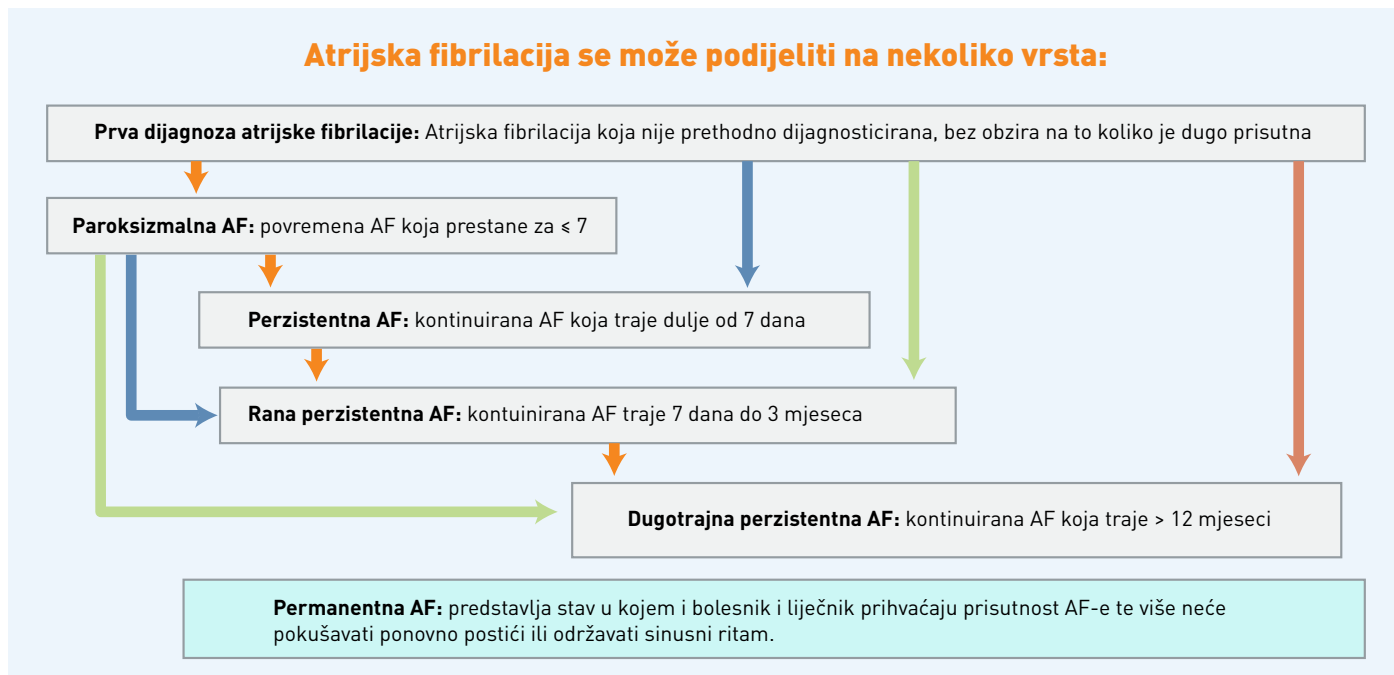 Atrijska fibrilacija se može podijeliti na nekoliko vrsta:
Prva dijagnoza atrijske fibrilacije: Atrijska fibrilacija koja nije prethodno dijagnosticirana, bez obzira na to koliko je dugo prisutna
Paroksizmalna AF: povremena AF koja prestane za ≤ 7
Perzistentna AF: kontinuirana AF koja traje dulje od 7 dana
Rana perzistentna AF: kontuinirana AF traje 7 dana do 3 mjeseca
Dugotrajna perzistentna AF: kontinuirana AF koja traje > 12 mjeseci
Permanentna AF: predstavlja stav u kojem i bolesnik i liječnik prihvaćaju prisutnost AF-e te više neće
pokušavati ponovno postići ili održavati sinusni ritam.